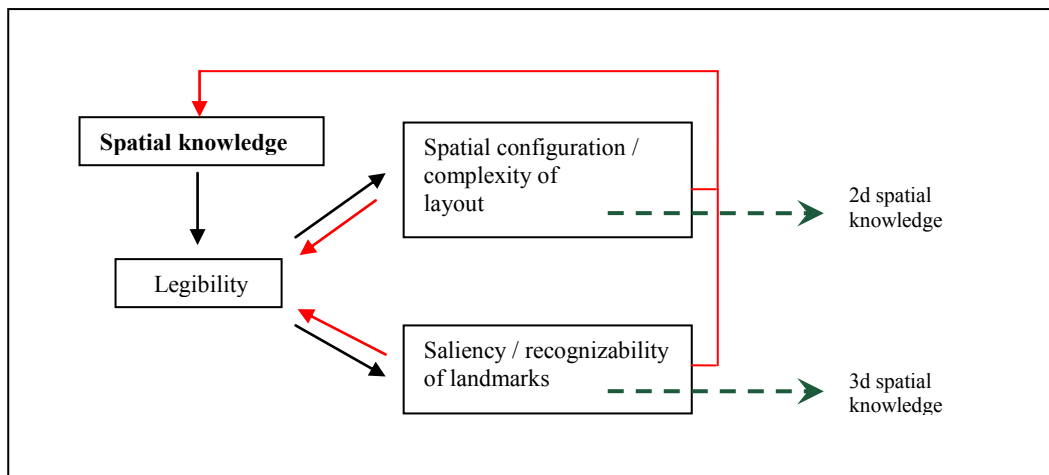 Spatial knowledge
Spatial configuration /
complexity of
layout
2d spatial
knowledge
Legibility
Saliency / recognizability
of landmarks
3d spatial
knowledge